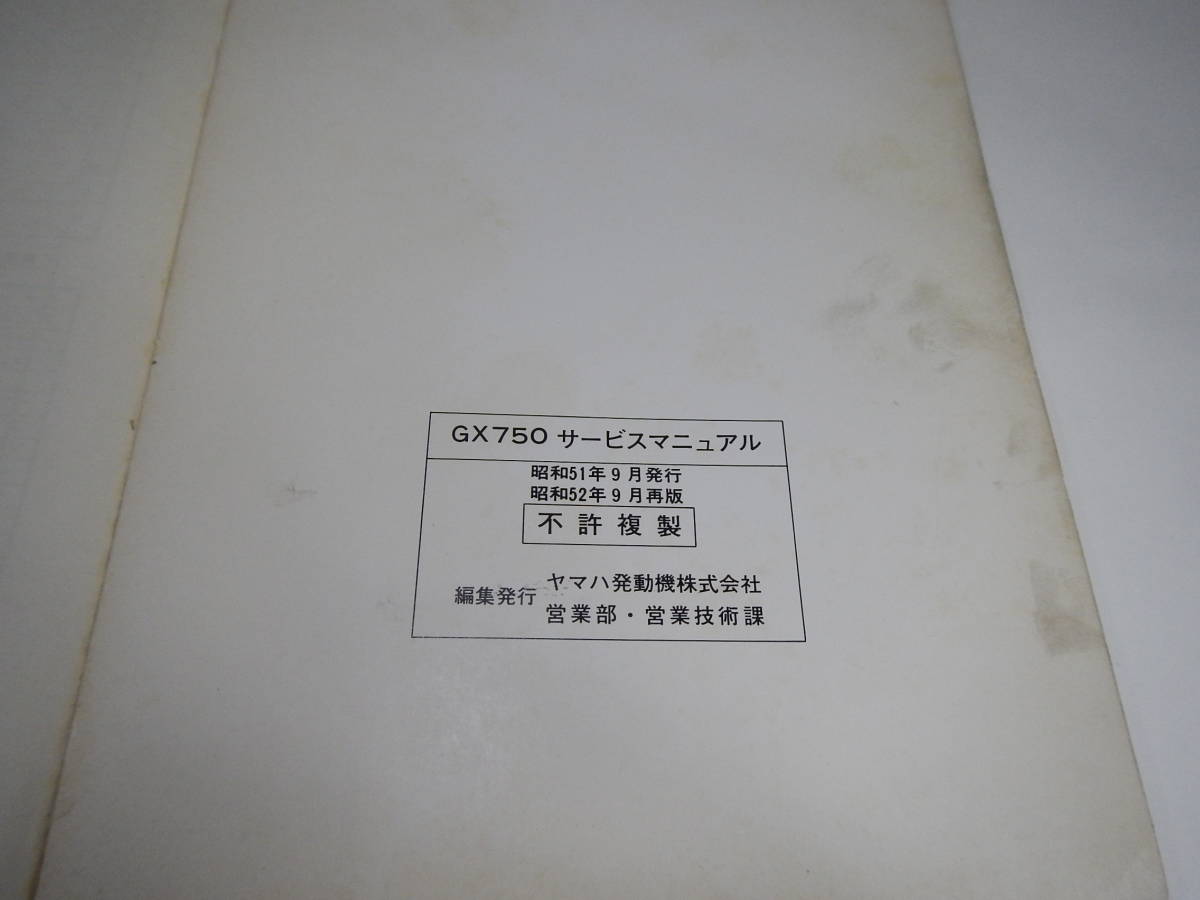 GX750 サービスマニュアル
昭和51年9月発行
昭和52年9月再版
不許複製
編集発行 ヤマハ発動機株式会社
営業部・営業技術課